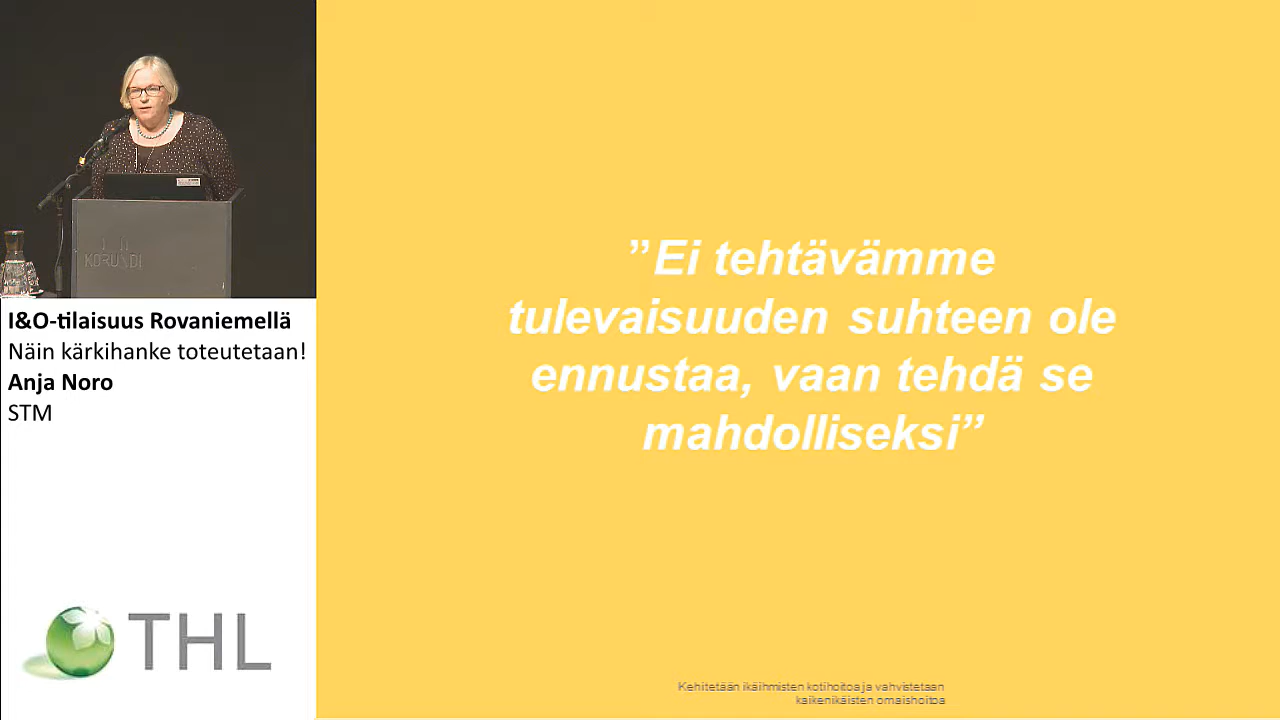 KORUNDI
I&O-tilaisuus Rovaniemellä
Näin kärkihanke toteutetaan!
Anja Noro
STM
THL
”Ei tehtävämme
tulevaisuuden suhteen ole
ennustaa, vaan tehdä se
mahdolliseksi”
Kehitetään ikäihmisten kotihoitoa ja vahvistetaan
kaikenikäisten omaishoitoa